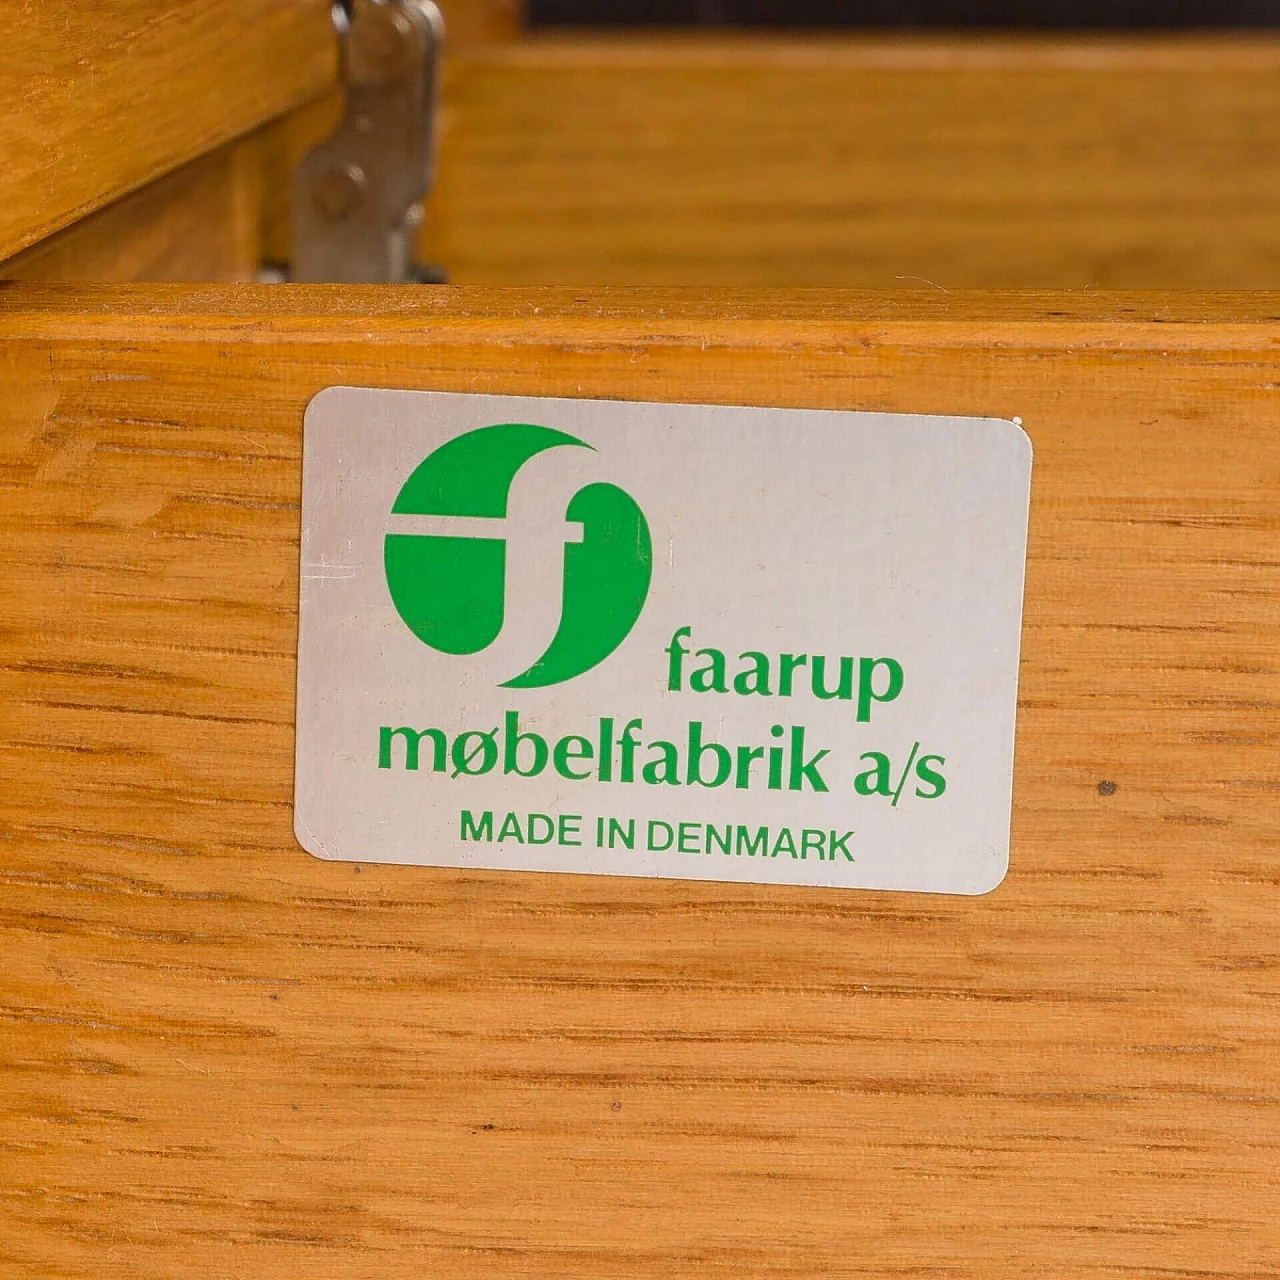 f
faarup
møbelfabrik a/s
MADE IN DENMARK